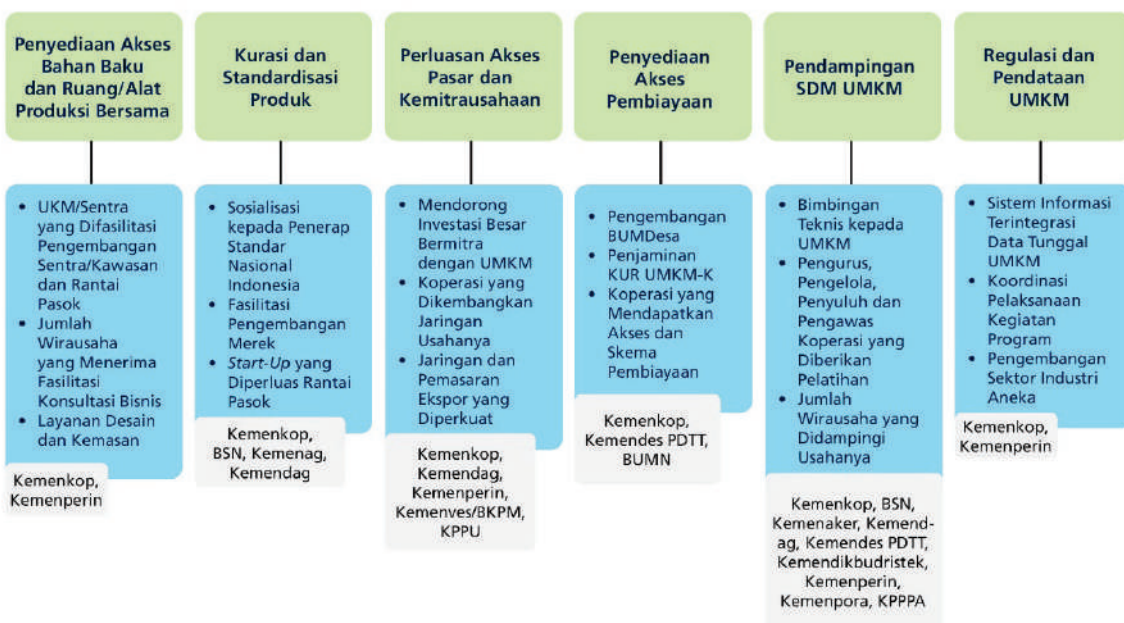 Penyediaan Akses
Bahan Baku
dan Ruang/Alat
Produksi Bersama
Kurasi dan
Standardisasi
Produk
Perluasan Akses
Pasar dan
Kemitrausahaan
Penyediaan
Akses
Pembiayaan
Pendampingan
SDM UMKM
Regulasi dan
Pendataan
UMKM
• UKM/Sentra
yang Difasilitasi
Pengembangan
Sentra/Kawasan
dan Rantai
Pasok
• Jumlah
Wirausaha
yang Menerima
Fasilitasi
Konsultasi Bisnis
• Layanan Desain
dan Kemasan
Kemenkop,
Kemenperin
• Sosialisasi
kepada Penerap
Standar
Nasional
Indonesia
• Fasilitasi
Pengembangan
Merek
• Start-Up yang
Diperluas Rantai
Pasok
Kemenkop,
BSN, Kemenag,
Kemendag
• Mendorong
Investasi Besar
Bermitra
dengan UMKM
• Koperasi yang
Dikembangkan
Jaringan
Usahanya
• Jaringan dan
Pemasaran
Ekspor yang
Diperkuat
Kemenkop,
Kemendag,
Kemenperin,
Kemenves/BKPM,
KPPU
• Pengembangan
BUMDesa
• Penjaminan
KUR UMKM-K
• Koperasi yang
Mendapatkan
Akses dan
Skema
Pembiayaan
Kemenkop,
Kemendes PDTT,
BUMN
• Bimbingan
Teknis kepada
UMKM
• Pengurus,
Pengelola,
Penyuluh dan
Pengawas
Koperasi yang
Diberikan
Pelatihan
• Jumlah
Wirausaha yang
Didampingi
Usahanya
Kemenkop, BSN,
Kemenaker, Kemend-
ag, Kemendes PDTT,
Kemendikbudristek,
Kemenperin,
Kemenpora, KPPPA
• Sistem Informasi
Terintegrasi
Data Tunggal
UMKM
• Koordinasi
Pelaksanaan
Kegiatan
Program
• Pengembangan
Sektor Industri
Aneka
Kemenkop,
Kemenperin